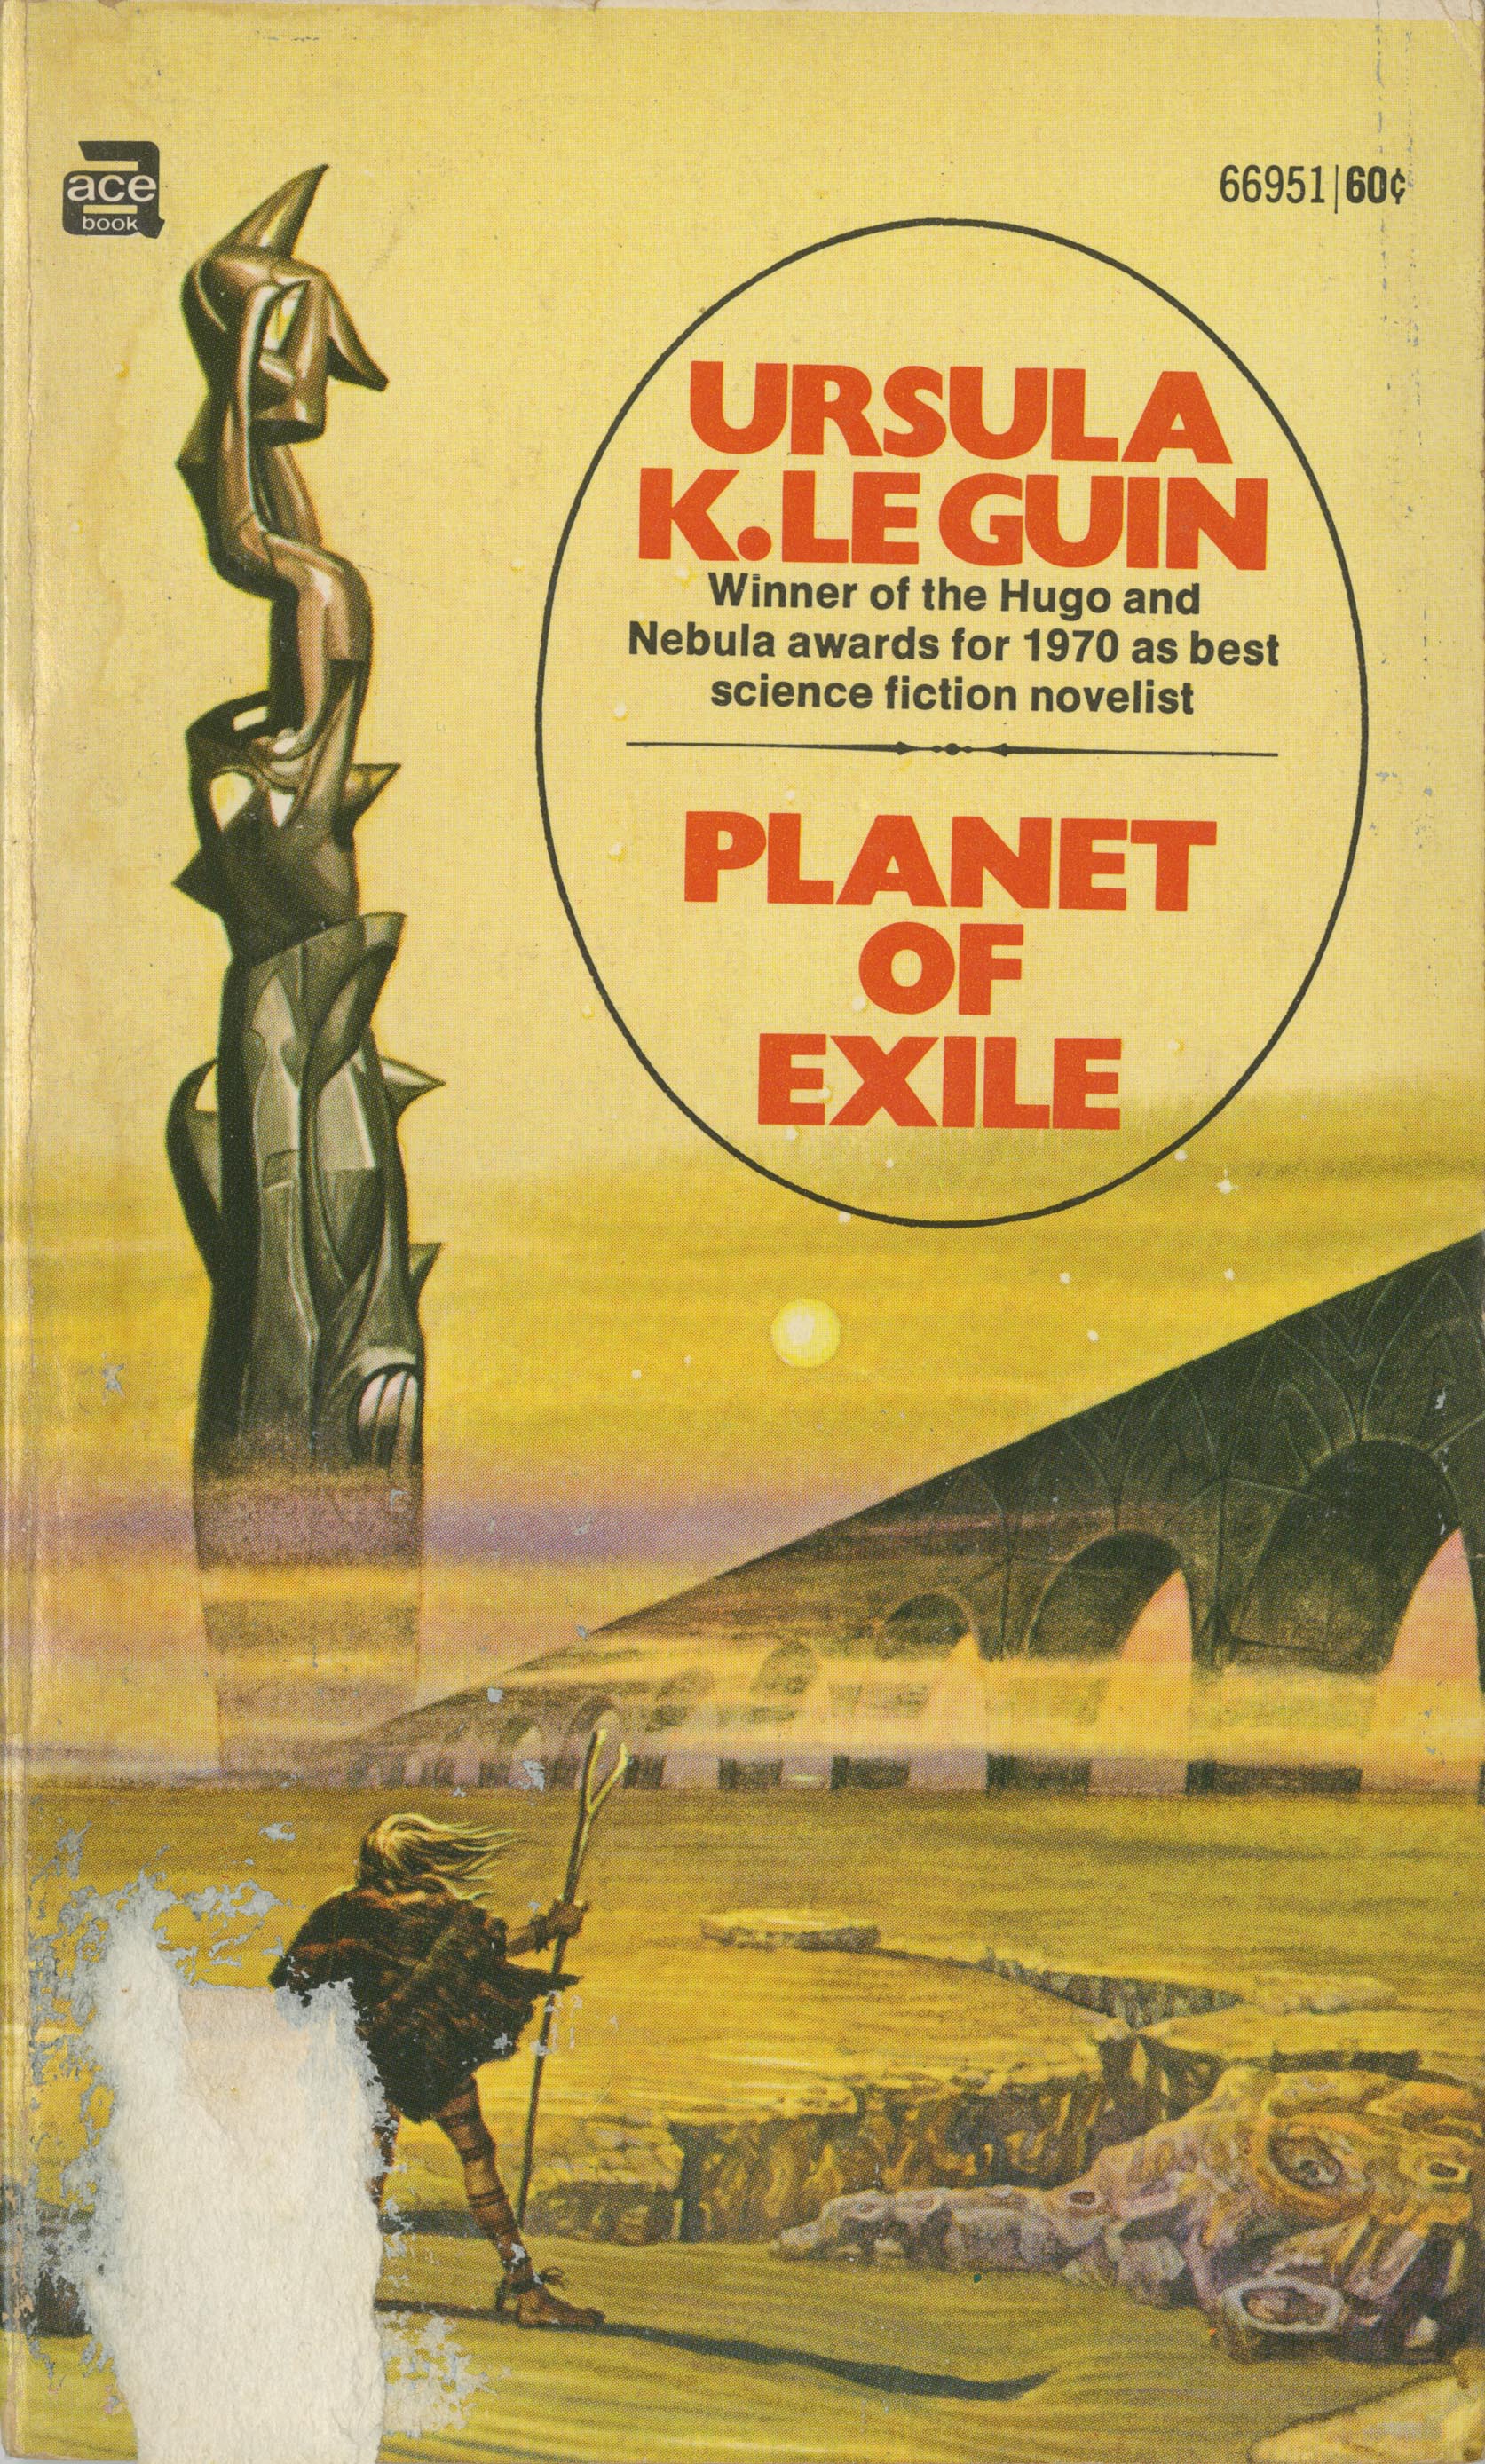 ace
book
66951|60¢
URSULA
K.LE GUIN
Winner of the Hugo and
Nebula awards for 1970 as best
science fiction novelist
PLANET
OF
EXILE